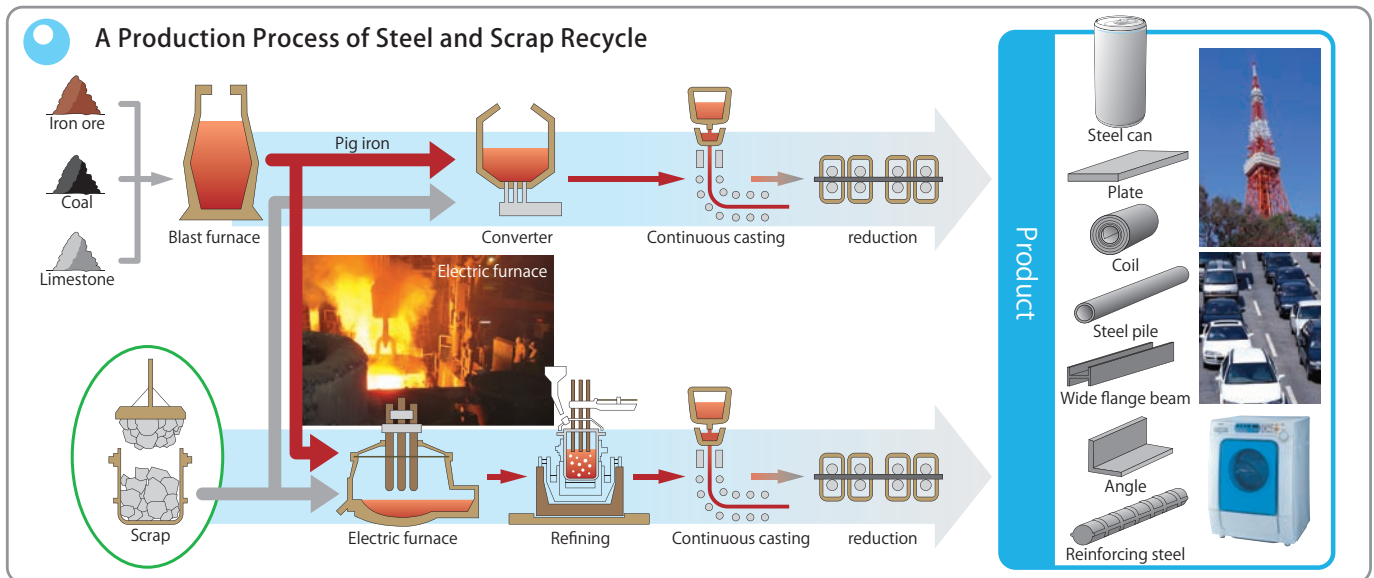 A Production Process of Steel and Scrap Recycle
Iron ore
Coal
Limestone
Blast furnace
Pig iron
Converter
Continuous casting
reduction
Electric furnace
Scrap
Electric furnace
Refining
Continuous casting
reduction
Product
Steel can
Plate
Coil
Steel pile
Wide flange beam
Angle
Reinforcing steel